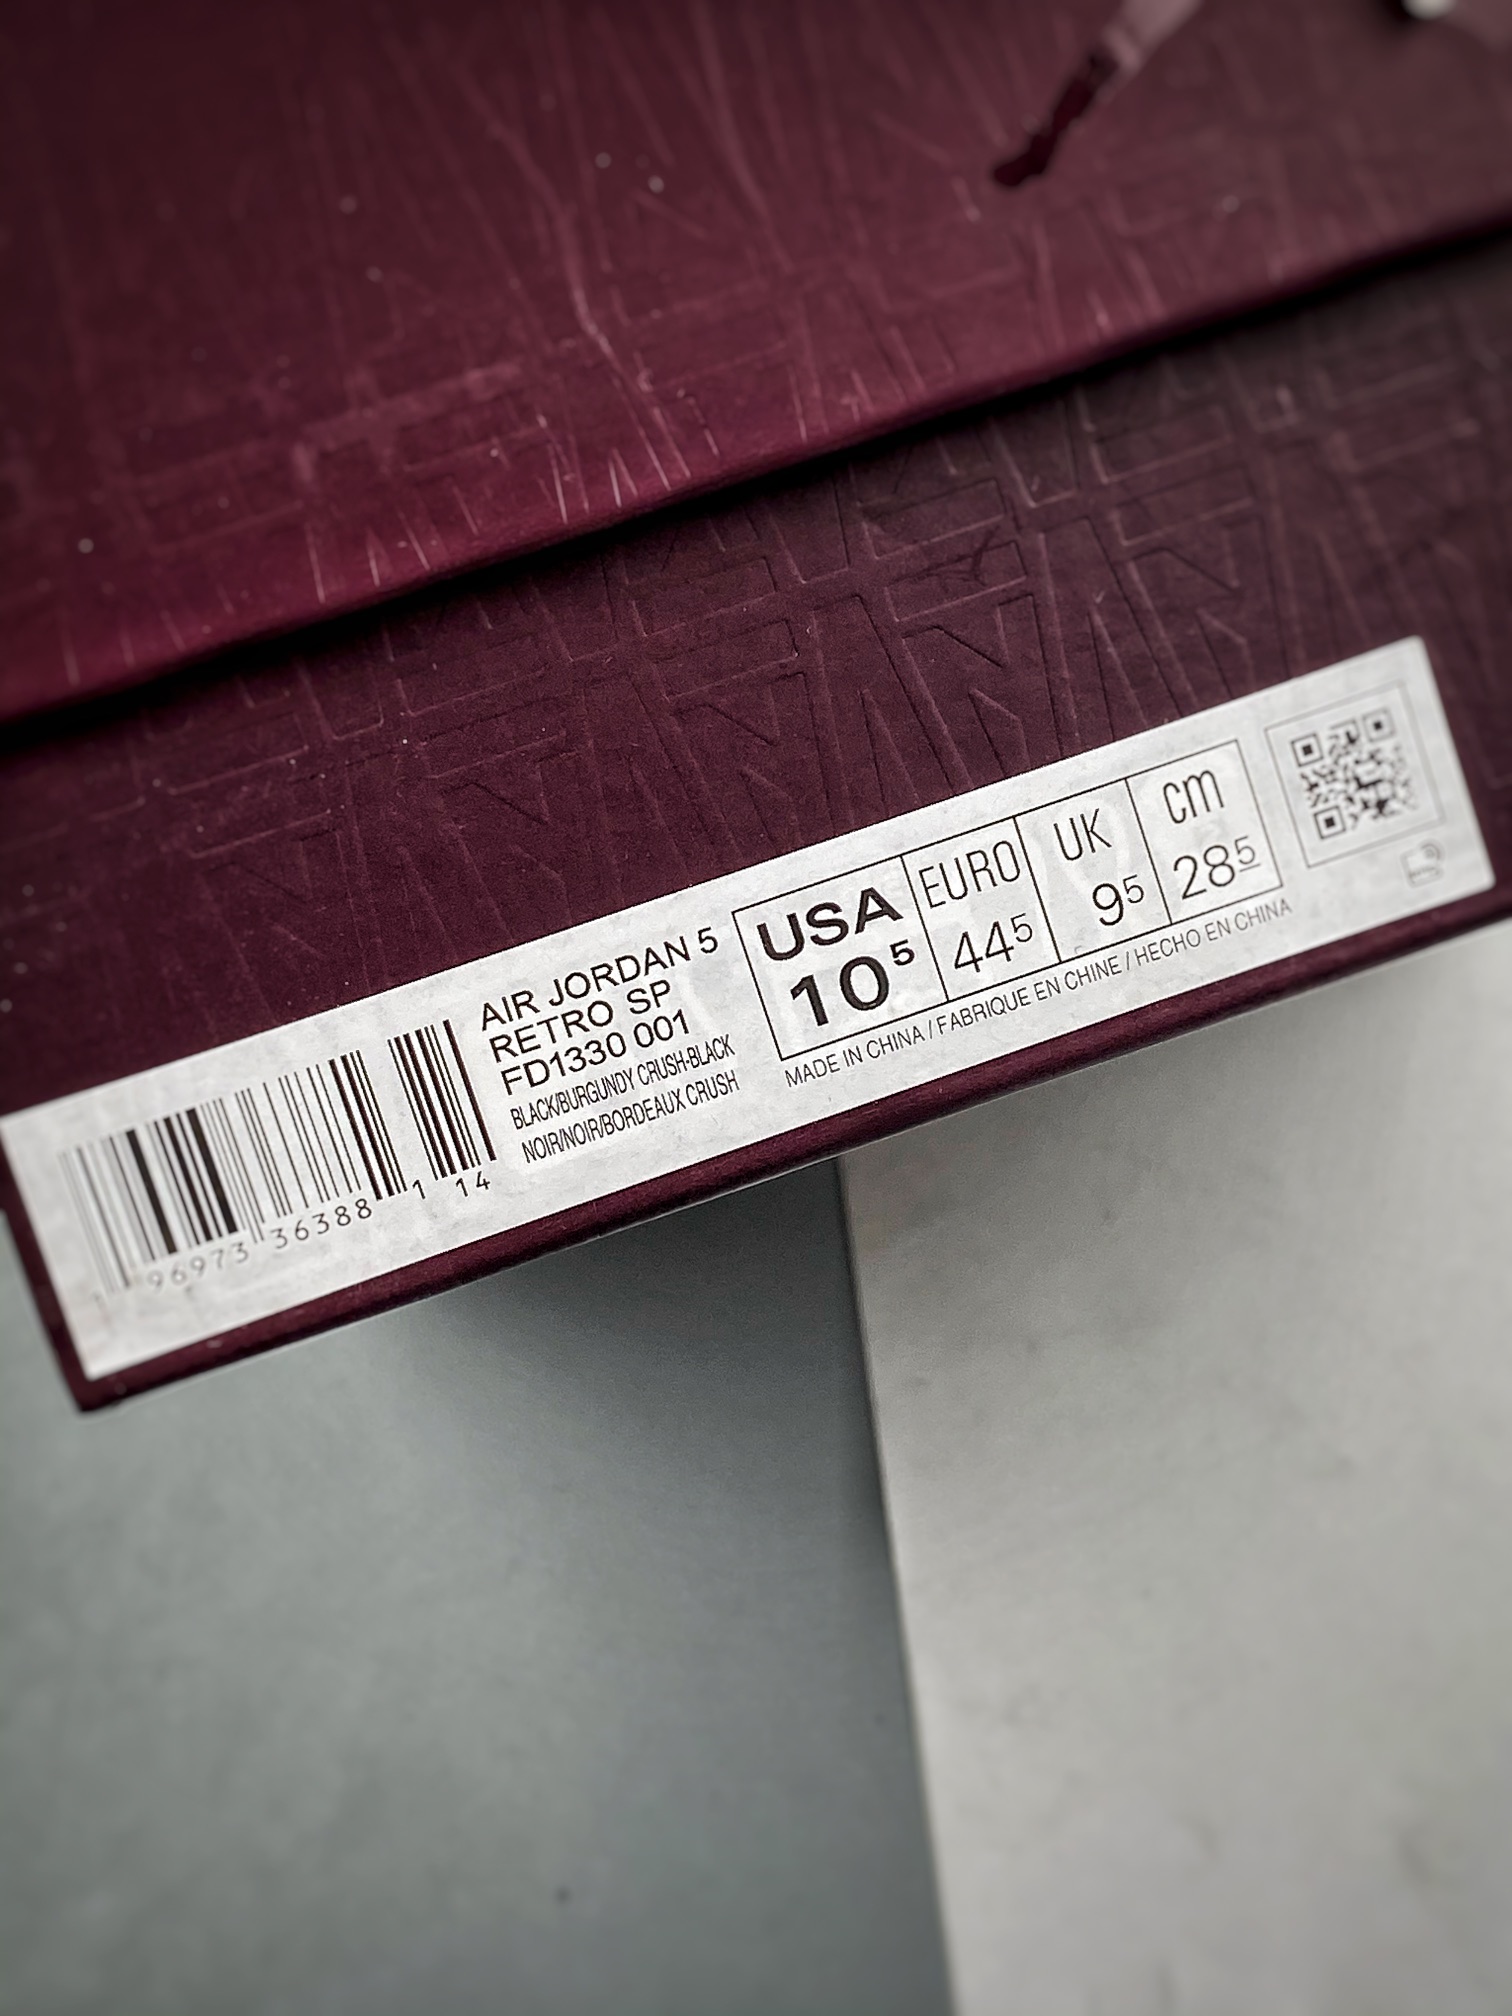 AIR JORDAN 5
RETRO SP
FD1330 001
BLACK/BURGUNDY CRUSH-BLACK
NOIR/NOIR/BORDEAUX CRUSH
1 96973 36388 1 14
USA EURO UK cm
10⁵ 44⁵ 9⁵ 28⁵
MADE IN CHINA / FABRIQUE EN CHINE / HECHO EN CHINA